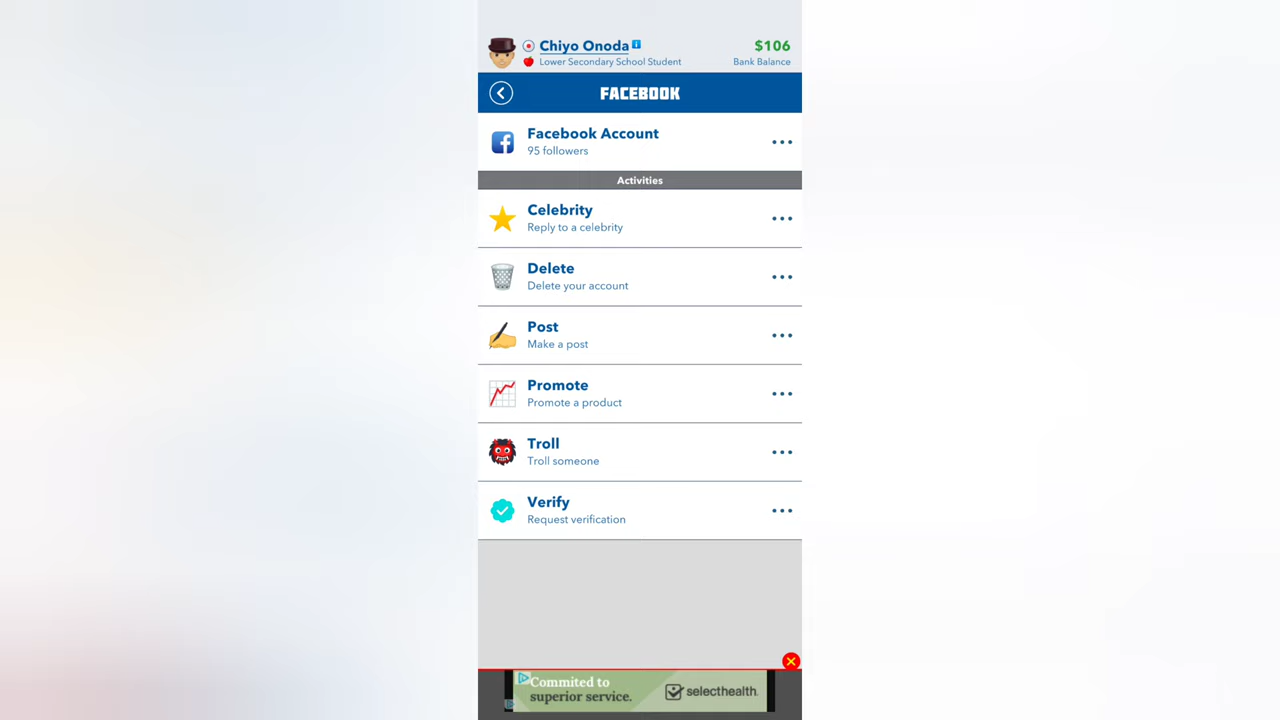 Chiyo Onoda
$106
Lower Secondary School Student
Bank Balance
FACEBOOK
Facebook Account
95 followers
Activities
Celebrity
Reply to a celebrity
Delete
Delete your account
Post
Make a post
Promote
Promote a product
Troll
Troll someone
Verify
Request verification
Commited to
superior service.
selecthealth.